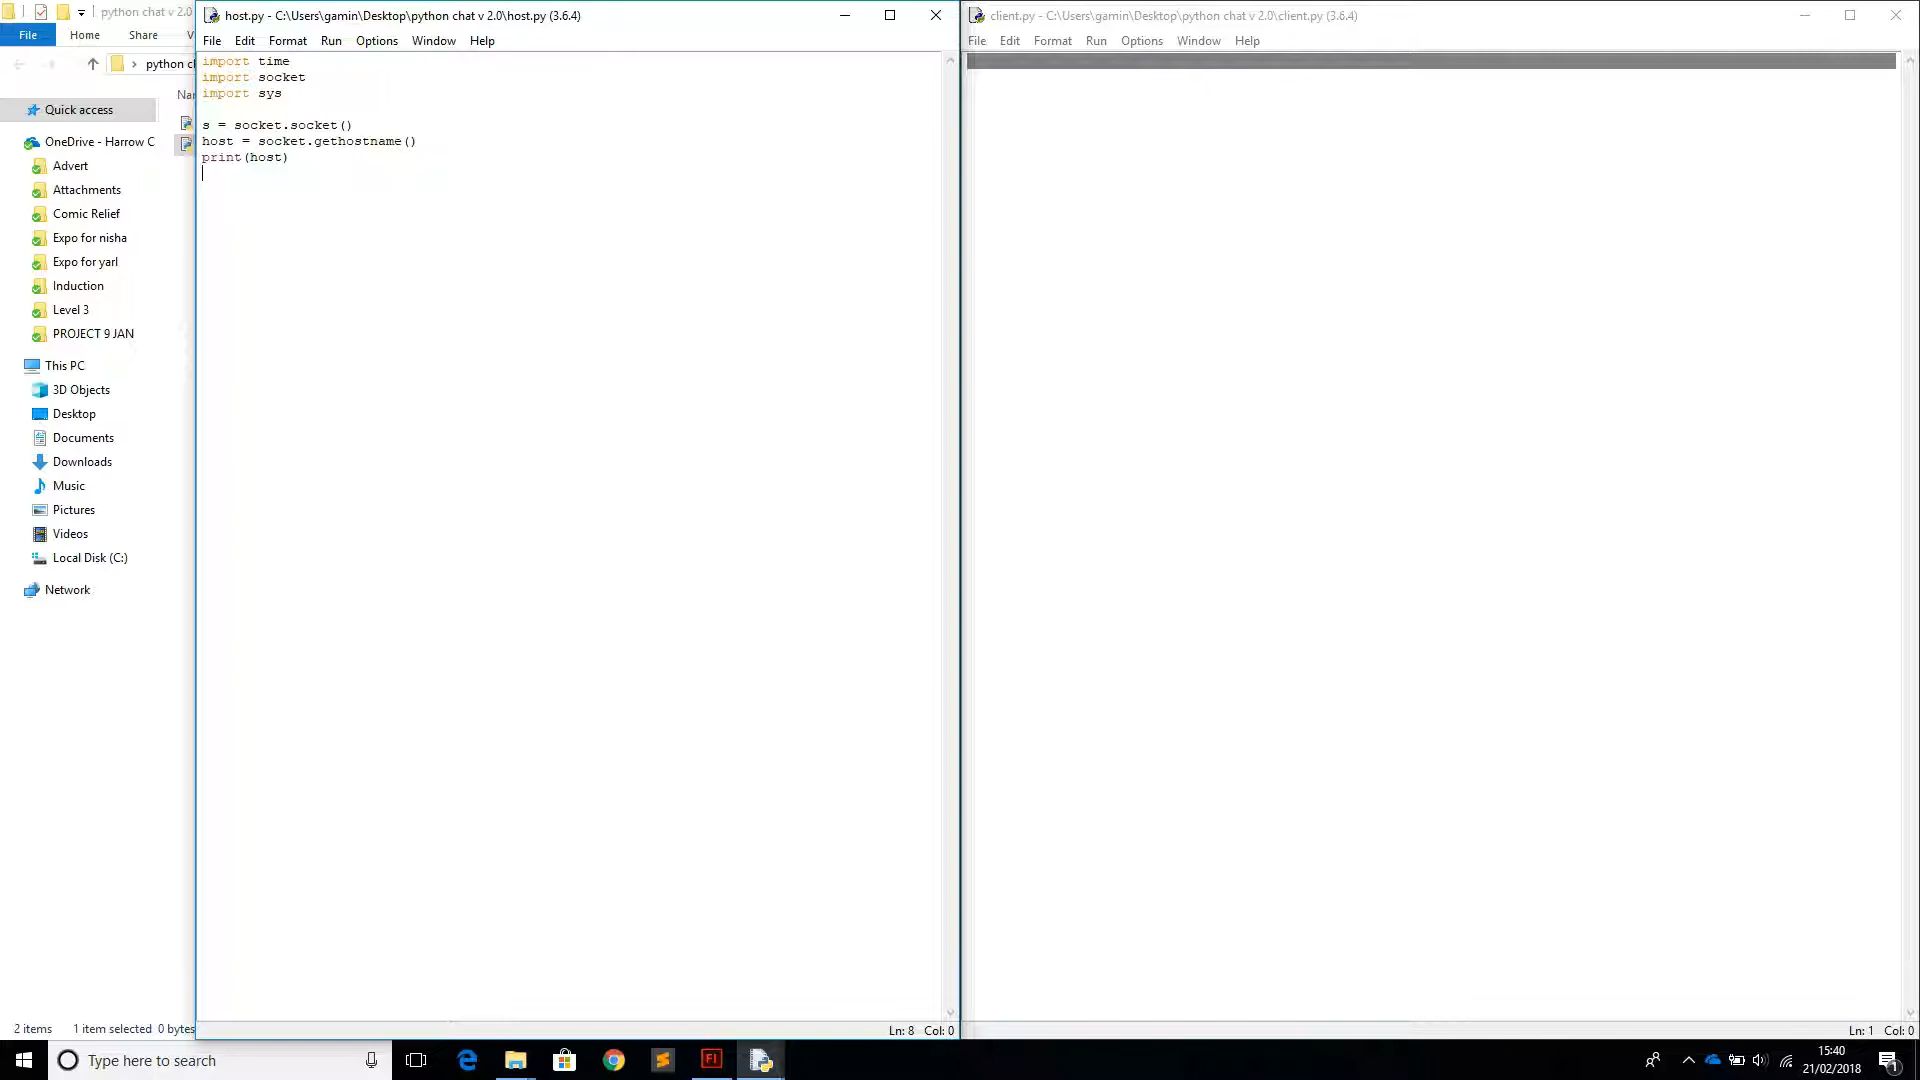 python chat v 2.0
File
Home
Share
python cl
Quick access
OneDrive - Harrow C
Advert
Attachments
Comic Relief
Expo for nisha
Expo for yarl
Induction
Level 3
PROJECT 9 JAN
This PC
3D Objects
Desktop
Documents
Downloads
Music
Pictures
Videos
Local Disk (C:)
Network
2 items 1 item selected 0 bytes
host.py - C:\Users\gamin\Desktop\python chat v 2.0\host.py (3.6.4)
File Edit Format Run Options Window Help
import time
import socket
import sys
s = socket.socket()
host = socket.gethostname()
print(host)
Ln: 8 Col: 0
client.py - C:\Users\gamin\Desktop\python chat v 2.0\client.py (3.6.4)
File Edit Format Run Options Window Help
Ln: 1 Col: 0
Type here to search
Fl
15:40
21/02/2018
1